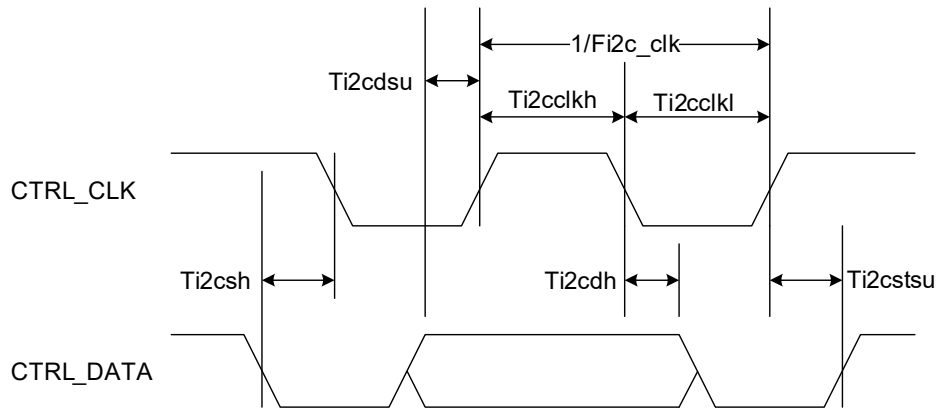 1/Fi2c_clk
Ti2cdsu
Ti2cclkh
Ti2cclkl
CTRL_CLK
Ti2csh
Ti2cdh
Ti2cstsu
CTRL_DATA